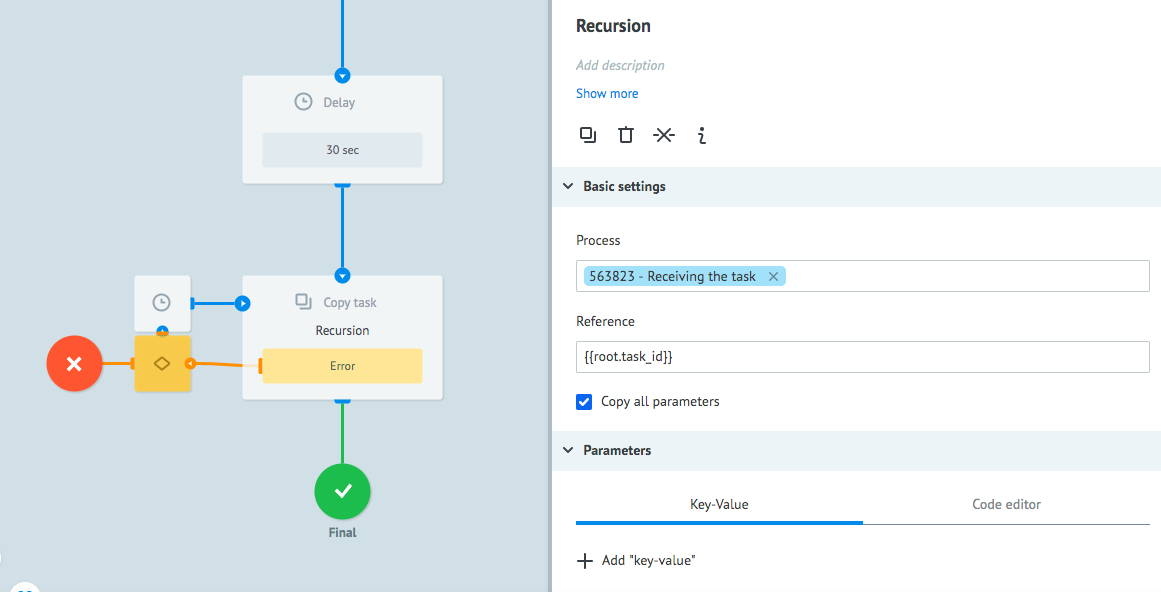 Delay
30 sec
Copy task
Recursion
Error
Final
Recursion
Add description
Show more
Basic settings
Process
563823 - Receiving the task
Reference
{{root.task_id}}
Copy all parameters
Parameters
Key-Value
Code editor
Add "key-value"